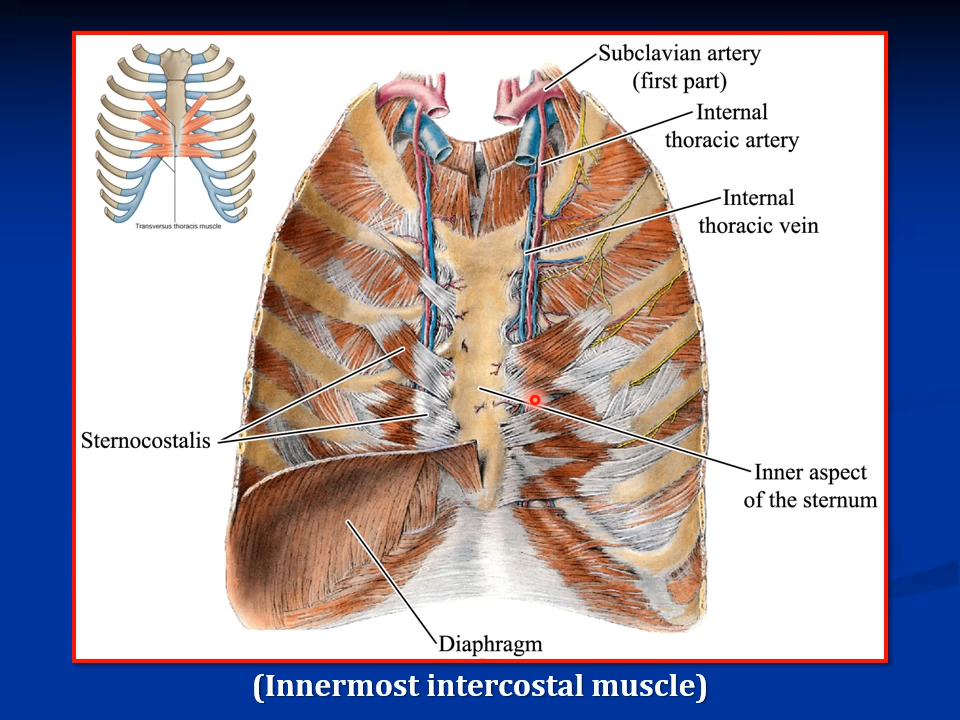 Subclavian artery
(first part)
Internal
thoracic artery
Internal
thoracic vein
Transversus thoracis muscle
Sternocostalis
Inner aspect
of the sternum
Diaphragm
(Innermost intercostal muscle)